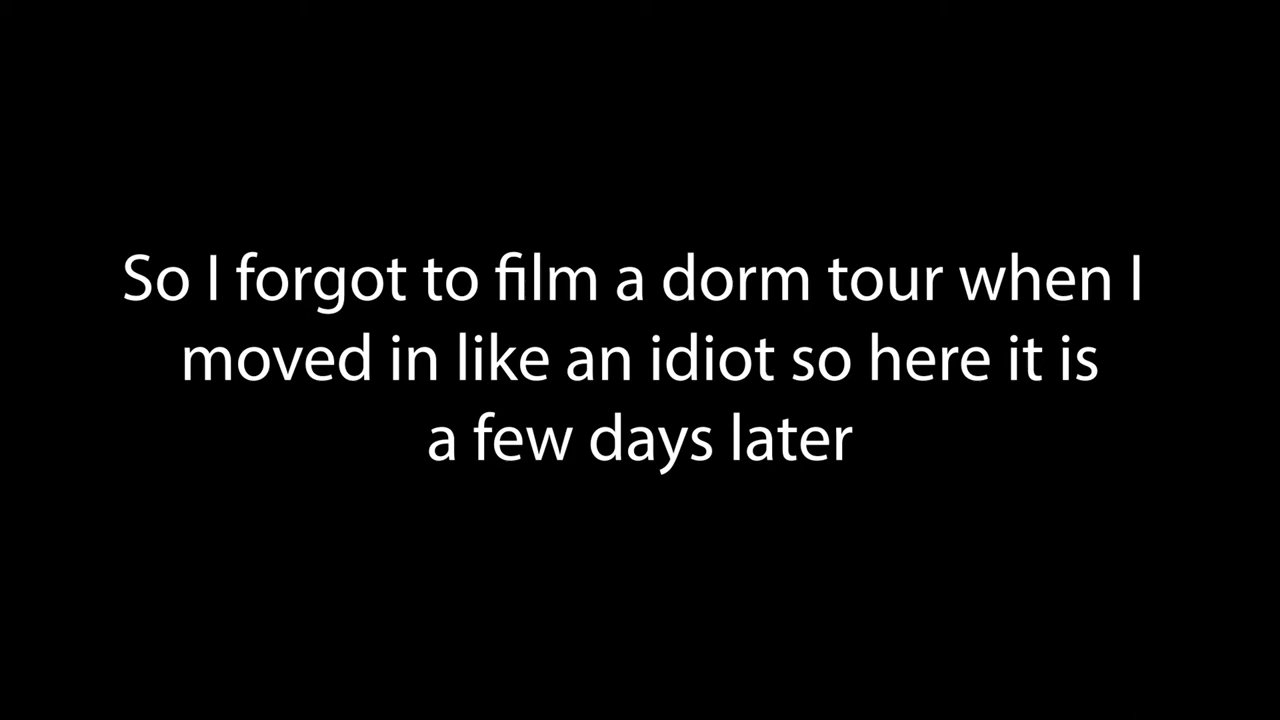 So I forgot to film a dorm tour when I
moved in like an idiot so here it is
a few days later